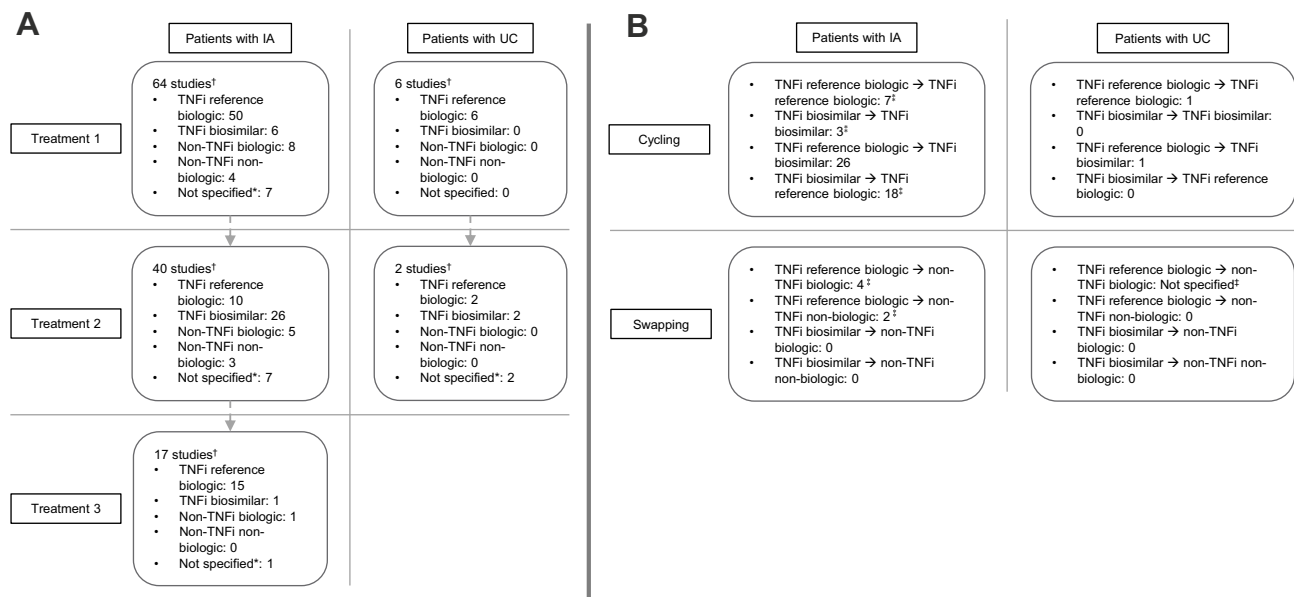 A
Patients with IA
Patients with UC
Treatment 1
64 studies†
• TNFi reference
biologic: 50
• TNFi biosimilar: 6
• Non-TNFi biologic: 8
• Non-TNFi non-
biologic: 4
• Not specified*: 7
6 studies†
• TNFi reference
biologic: 6
• TNFi biosimilar: 0
• Non-TNFi biologic: 0
• Non-TNFi non-
biologic: 0
• Not specified: 0
Treatment 2
40 studies†
• TNFi reference
biologic: 10
• TNFi biosimilar: 26
• Non-TNFi biologic: 5
• Non-TNFi non-
biologic: 3
• Not specified*: 7
2 studies†
• TNFi reference
biologic: 2
• TNFi biosimilar: 2
• Non-TNFi biologic: 0
• Non-TNFi non-
biologic: 0
• Not specified*: 2
Treatment 3
17 studies†
• TNFi reference
biologic: 15
• TNFi biosimilar: 1
• Non-TNFi biologic: 1
• Non-TNFi non-
biologic: 0
• Not specified*: 1
B
Patients with IA
Patients with UC
Cycling
• TNFi reference biologic → TNFi
reference biologic: 7‡
• TNFi biosimilar → TNFi
biosimilar: 3‡
• TNFi reference biologic → TNFi
biosimilar: 26
• TNFi biosimilar → TNFi
reference biologic: 18‡
• TNFi reference biologic → TNFi
reference biologic: 1
• TNFi biosimilar → TNFi biosimilar:
0
• TNFi reference biologic → TNFi
biosimilar: 1
• TNFi biosimilar → TNFi reference
biologic: 0
Swapping
• TNFi reference biologic → non-
TNFi biologic: 4 ‡
• TNFi reference biologic → non-
TNFi non-biologic: 2 ‡
• TNFi biosimilar → non-TNFi
biologic: 0
• TNFi biosimilar → non-TNFi
non-biologic: 0
• TNFi reference biologic → non-
TNFi biologic: Not specified‡
• TNFi reference biologic → non-
TNFi non-biologic: 0
• TNFi biosimilar → non-TNFi
biologic: 0
• TNFi biosimilar → non-TNFi non-
biologic: 0